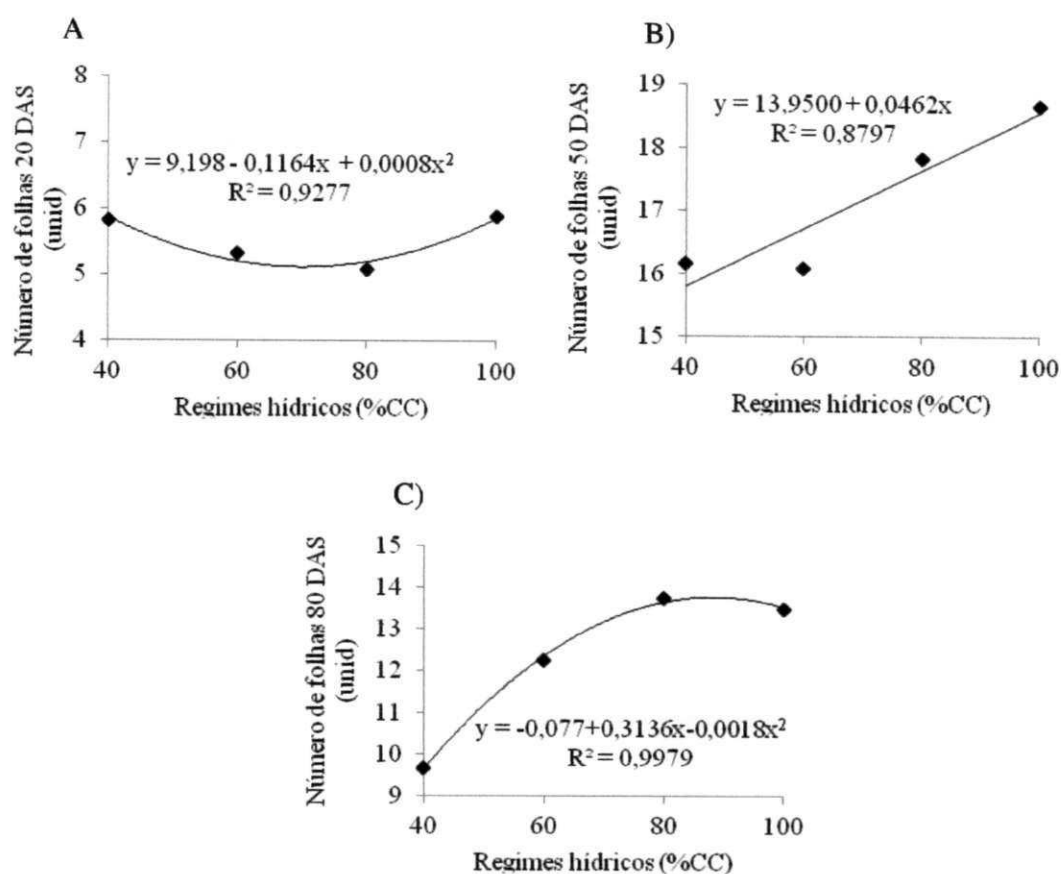 A
Número de folhas 20 DAS
(unid)
8
7
6
5
4
y = 9,198 - 0,1164x + 0,0008x²
R² = 0,9277
40 60 80 100
Regimes hídricos (%CC)
B)
Número de folhas 50 DAS
(unid)
19
18
17
16
15
y = 13,9500 + 0,0462x
R² = 0,8797
40 60 80 100
Regimes hídricos (%CC)
C)
Número de folhas 80 DAS
(unid)
15
14
13
12
11
10
9
y = -0,077+0,3136x-0,0018x²
R² = 0,9979
40 60 80 100
Regimes hídricos (%CC)